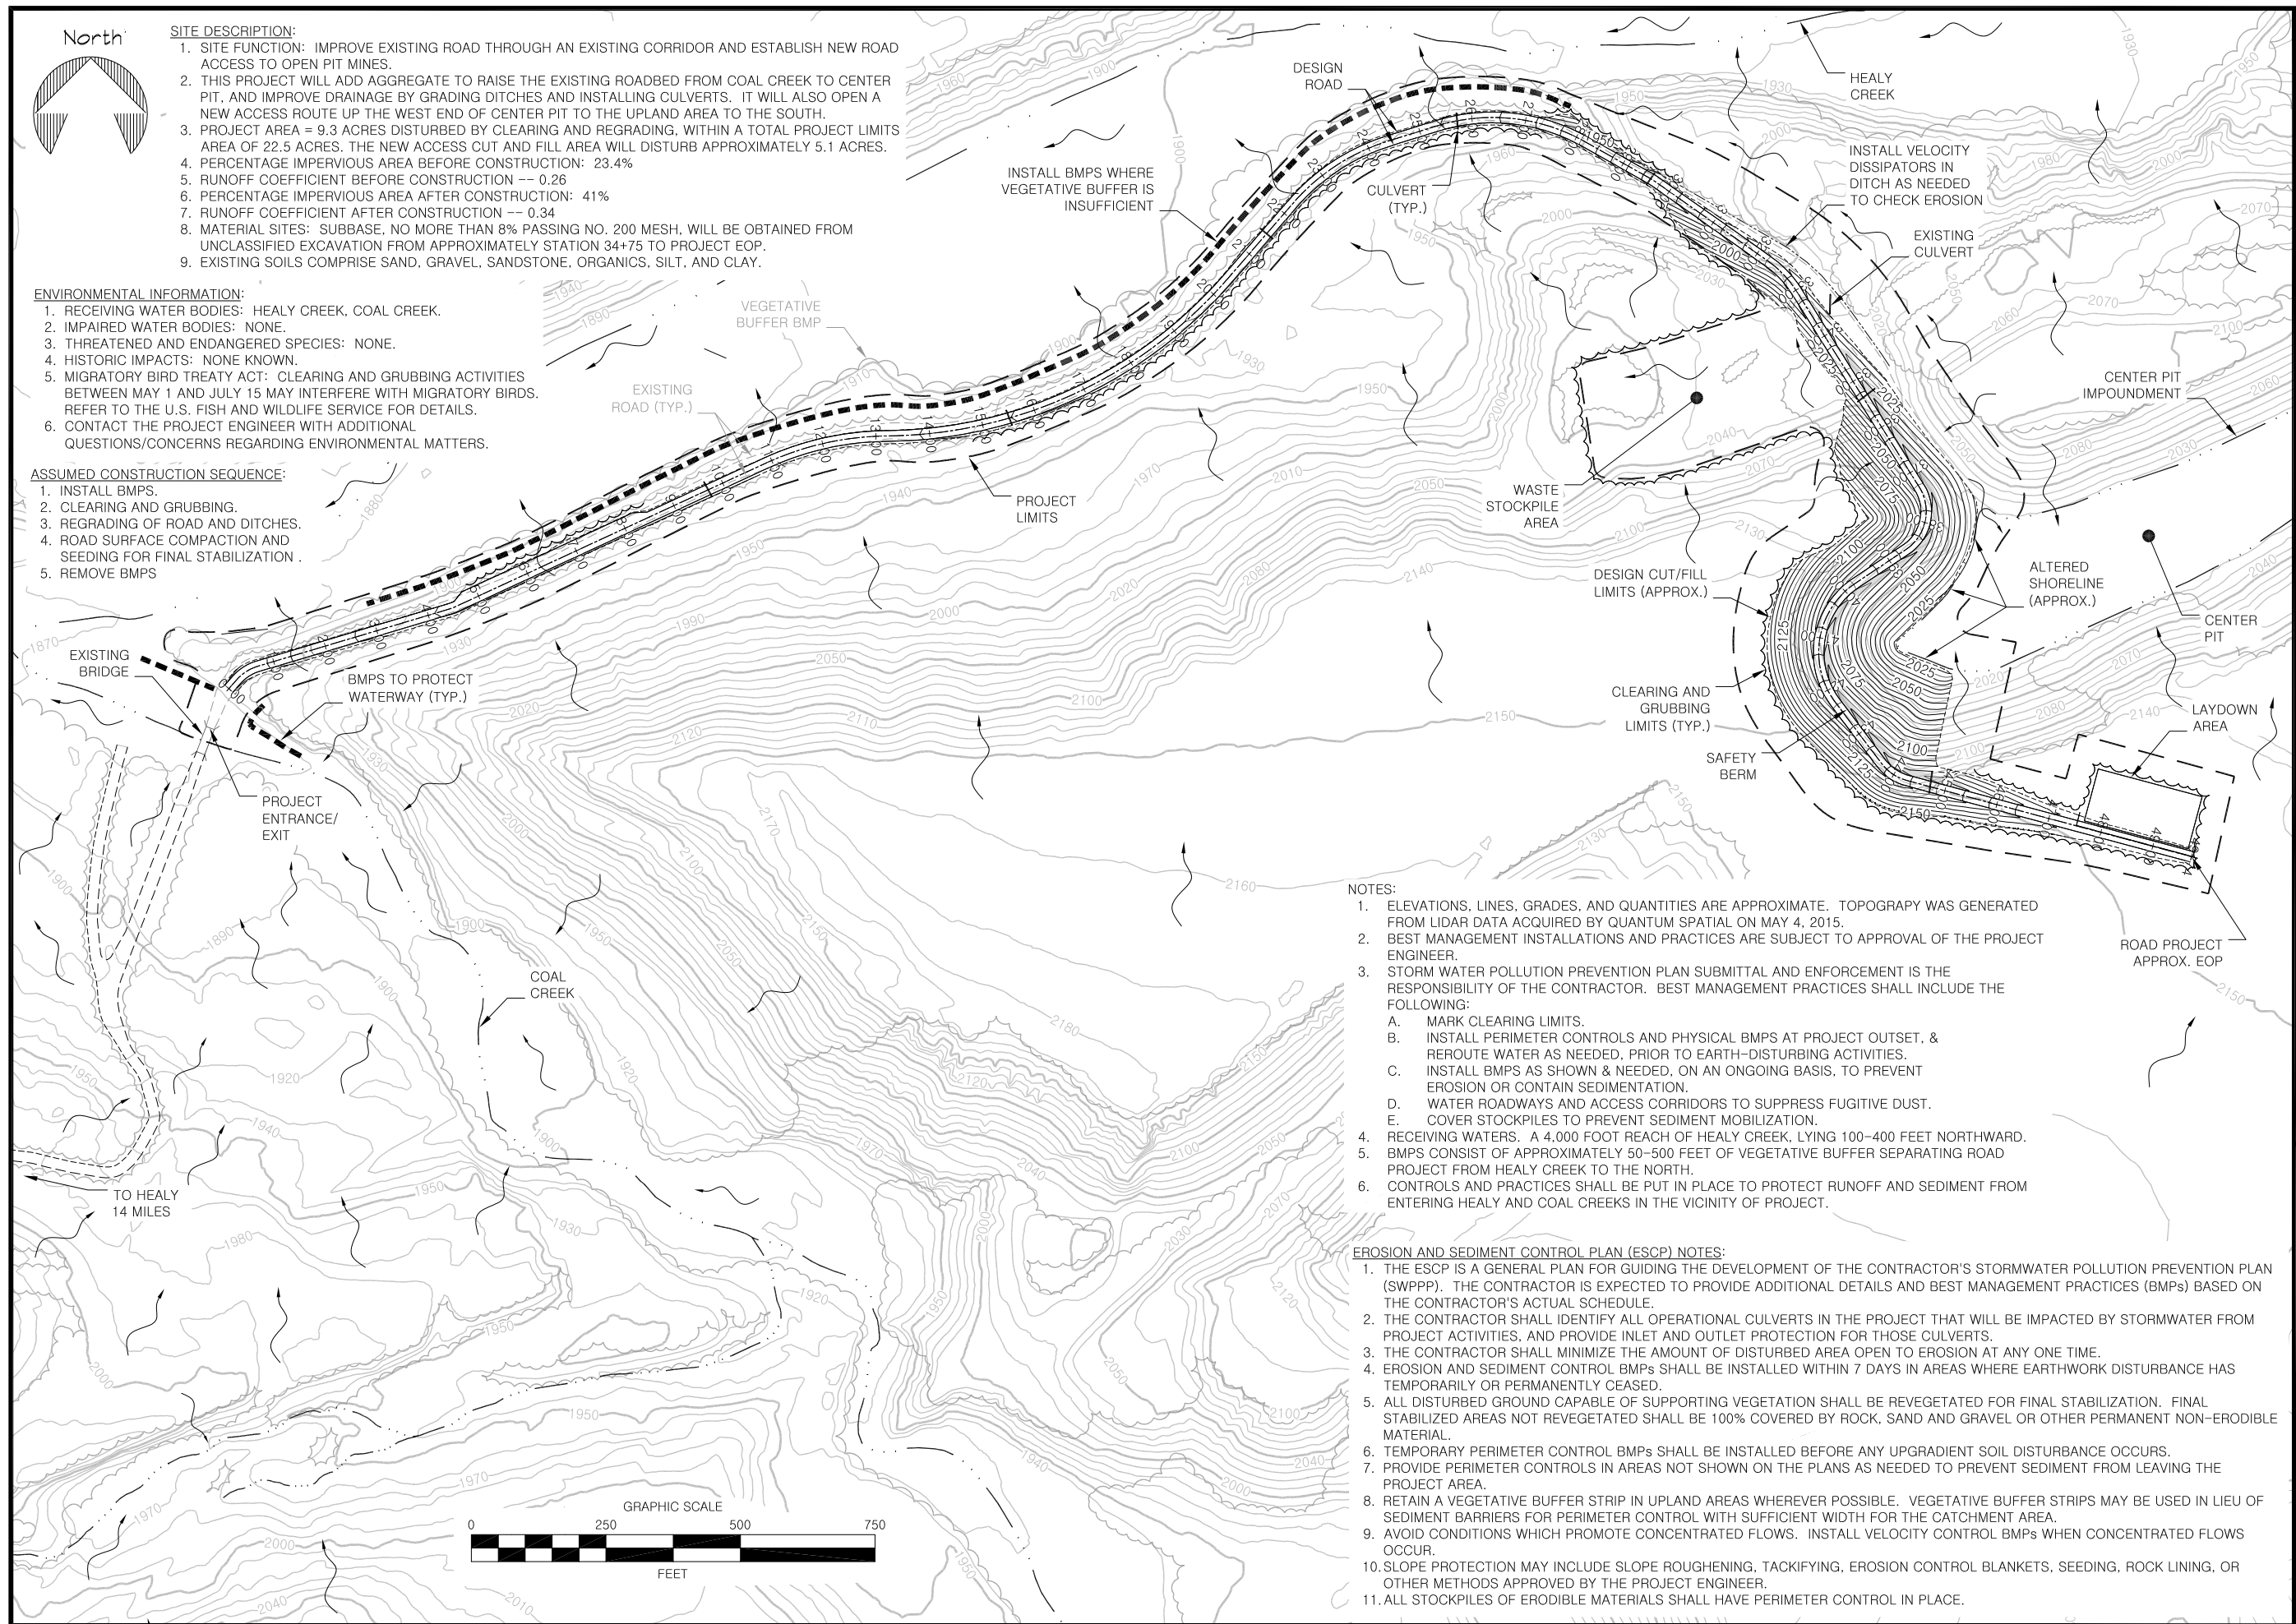 North
SITE DESCRIPTION:
1. SITE FUNCTION: IMPROVE EXISTING ROAD THROUGH AN EXISTING CORRIDOR AND ESTABLISH NEW ROAD
ACCESS TO OPEN PIT MINES.
2. THIS PROJECT WILL ADD AGGREGATE TO RAISE THE EXISTING ROADBED FROM COAL CREEK TO CENTER
PIT, AND IMPROVE DRAINAGE BY GRADING DITCHES AND INSTALLING CULVERTS. IT WILL ALSO OPEN A
NEW ACCESS ROUTE UP THE WEST END OF CENTER PIT TO THE UPLAND AREA TO THE SOUTH.
3. PROJECT AREA = 9.3 ACRES DISTURBED BY CLEARING AND REGRADING, WITHIN A TOTAL PROJECT LIMITS
AREA OF 22.5 ACRES. THE NEW ACCESS CUT AND FILL AREA WILL DISTURB APPROXIMATELY 5.1 ACRES.
4. PERCENTAGE IMPERVIOUS AREA BEFORE CONSTRUCTION: 23.4%
5. RUNOFF COEFFICIENT BEFORE CONSTRUCTION -- 0.26
6. PERCENTAGE IMPERVIOUS AREA AFTER CONSTRUCTION: 41%
7. RUNOFF COEFFICIENT AFTER CONSTRUCTION -- 0.34
8. MATERIAL SITES: SUBBASE, NO MORE THAN 8% PASSING NO. 200 MESH, WILL BE OBTAINED FROM
UNCLASSIFIED EXCAVATION FROM APPROXIMATELY STATION 34+75 TO PROJECT EOP.
9. EXISTING SOILS COMPRISE SAND, GRAVEL, SANDSTONE, ORGANICS, SILT, AND CLAY.
ENVIRONMENTAL INFORMATION:
1. RECEIVING WATER BODIES: HEALY CREEK, COAL CREEK.
2. IMPAIRED WATER BODIES: NONE.
3. THREATENED AND ENDANGERED SPECIES: NONE.
4. HISTORIC IMPACTS: NONE KNOWN.
5. MIGRATORY BIRD TREATY ACT: CLEARING AND GRUBBING ACTIVITIES
BETWEEN MAY 1 AND JULY 15 MAY INTERFERE WITH MIGRATORY BIRDS.
REFER TO THE U.S. FISH AND WILDLIFE SERVICE FOR DETAILS.
6. CONTACT THE PROJECT ENGINEER WITH ADDITIONAL
QUESTIONS/CONCERNS REGARDING ENVIRONMENTAL MATTERS.
ASSUMED CONSTRUCTION SEQUENCE:
1. INSTALL BMPS.
2. CLEARING AND GRUBBING.
3. REGRADING OF ROAD AND DITCHES.
4. ROAD SURFACE COMPACTION AND
SEEDING FOR FINAL STABILIZATION .
5. REMOVE BMPS
DESIGN
ROAD
HEALY
CREEK
INSTALL BMPS WHERE
VEGETATIVE BUFFER IS
INSUFFICIENT
CULVERT
(TYP.)
INSTALL VELOCITY
DISSIPATORS IN
DITCH AS NEEDED
TO CHECK EROSION
EXISTING
CULVERT
VEGETATIVE
BUFFER BMP
EXISTING
ROAD (TYP.)
CENTER PIT
IMPOUNDMENT
PROJECT
LIMITS
WASTE
STOCKPILE
AREA
DESIGN CUT/FILL
LIMITS (APPROX.)
ALTERED
SHORELINE
(APPROX.)
CENTER
PIT
EXISTING
BRIDGE
BMPS TO PROTECT
WATERWAY (TYP.)
CLEARING AND
GRUBBING
LIMITS (TYP.)
LAYDOWN
AREA
SAFETY
BERM
PROJECT
ENTRANCE/
EXIT
ROAD PROJECT
APPROX. EOP
COAL
CREEK
TO HEALY
14 MILES
NOTES:
1. ELEVATIONS, LINES, GRADES, AND QUANTITIES ARE APPROXIMATE. TOPOGRAPY WAS GENERATED
FROM LIDAR DATA ACQUIRED BY QUANTUM SPATIAL ON MAY 4, 2015.
2. BEST MANAGEMENT INSTALLATIONS AND PRACTICES ARE SUBJECT TO APPROVAL OF THE PROJECT
ENGINEER.
3. STORM WATER POLLUTION PREVENTION PLAN SUBMITTAL AND ENFORCEMENT IS THE
RESPONSIBILITY OF THE CONTRACTOR. BEST MANAGEMENT PRACTICES SHALL INCLUDE THE
FOLLOWING:
A. MARK CLEARING LIMITS.
B. INSTALL PERIMETER CONTROLS AND PHYSICAL BMPS AT PROJECT OUTSET, &
REROUTE WATER AS NEEDED, PRIOR TO EARTH-DISTURBING ACTIVITIES.
C. INSTALL BMPS AS SHOWN & NEEDED, ON AN ONGOING BASIS, TO PREVENT
EROSION OR CONTAIN SEDIMENTATION.
D. WATER ROADWAYS AND ACCESS CORRIDORS TO SUPPRESS FUGITIVE DUST.
E. COVER STOCKPILES TO PREVENT SEDIMENT MOBILIZATION.
4. RECEIVING WATERS. A 4,000 FOOT REACH OF HEALY CREEK, LYING 100-400 FEET NORTHWARD.
5. BMPS CONSIST OF APPROXIMATELY 50-500 FEET OF VEGETATIVE BUFFER SEPARATING ROAD
PROJECT FROM HEALY CREEK TO THE NORTH.
6. CONTROLS AND PRACTICES SHALL BE PUT IN PLACE TO PROTECT RUNOFF AND SEDIMENT FROM
ENTERING HEALY AND COAL CREEKS IN THE VICINITY OF PROJECT.
EROSION AND SEDIMENT CONTROL PLAN (ESCP) NOTES:
1. THE ESCP IS A GENERAL PLAN FOR GUIDING THE DEVELOPMENT OF THE CONTRACTOR'S STORMWATER POLLUTION PREVENTION PLAN
(SWPPP). THE CONTRACTOR IS EXPECTED TO PROVIDE ADDITIONAL DETAILS AND BEST MANAGEMENT PRACTICES (BMPs) BASED ON
THE CONTRACTOR'S ACTUAL SCHEDULE.
2. THE CONTRACTOR SHALL IDENTIFY ALL OPERATIONAL CULVERTS IN THE PROJECT THAT WILL BE IMPACTED BY STORMWATER FROM
PROJECT ACTIVITIES, AND PROVIDE INLET AND OUTLET PROTECTION FOR THOSE CULVERTS.
3. THE CONTRACTOR SHALL MINIMIZE THE AMOUNT OF DISTURBED AREA OPEN TO EROSION AT ANY ONE TIME.
4. EROSION AND SEDIMENT CONTROL BMPs SHALL BE INSTALLED WITHIN 7 DAYS IN AREAS WHERE EARTHWORK DISTURBANCE HAS
TEMPORARILY OR PERMANENTLY CEASED.
5. ALL DISTURBED GROUND CAPABLE OF SUPPORTING VEGETATION SHALL BE REVEGETATED FOR FINAL STABILIZATION. FINAL
STABILIZED AREAS NOT REVEGETATED SHALL BE 100% COVERED BY ROCK, SAND AND GRAVEL OR OTHER PERMANENT NON-ERODIBLE
MATERIAL.
6. TEMPORARY PERIMETER CONTROL BMPs SHALL BE INSTALLED BEFORE ANY UPGRADIENT SOIL DISTURBANCE OCCURS.
7. PROVIDE PERIMETER CONTROLS IN AREAS NOT SHOWN ON THE PLANS AS NEEDED TO PREVENT SEDIMENT FROM LEAVING THE
PROJECT AREA.
8. RETAIN A VEGETATIVE BUFFER STRIP IN UPLAND AREAS WHEREVER POSSIBLE. VEGETATIVE BUFFER STRIPS MAY BE USED IN LIEU OF
SEDIMENT BARRIERS FOR PERIMETER CONTROL WITH SUFFICIENT WIDTH FOR THE CATCHMENT AREA.
9. AVOID CONDITIONS WHICH PROMOTE CONCENTRATED FLOWS. INSTALL VELOCITY CONTROL BMPs WHEN CONCENTRATED FLOWS
OCCUR.
10. SLOPE PROTECTION MAY INCLUDE SLOPE ROUGHENING, TACKIFYING, EROSION CONTROL BLANKETS, SEEDING, ROCK LINING, OR
OTHER METHODS APPROVED BY THE PROJECT ENGINEER.
11. ALL STOCKPILES OF ERODIBLE MATERIALS SHALL HAVE PERIMETER CONTROL IN PLACE.
GRAPHIC SCALE
0 250 500 750
FEET